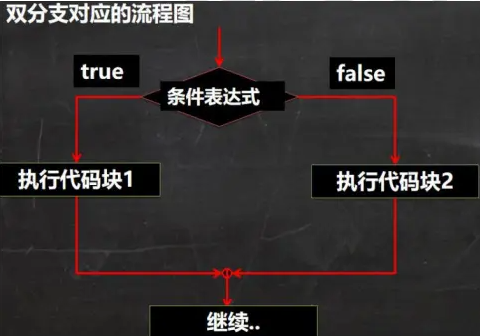 双分支对应的流程图
true
false
条件表达式
执行代码块1
执行代码块2
继续..